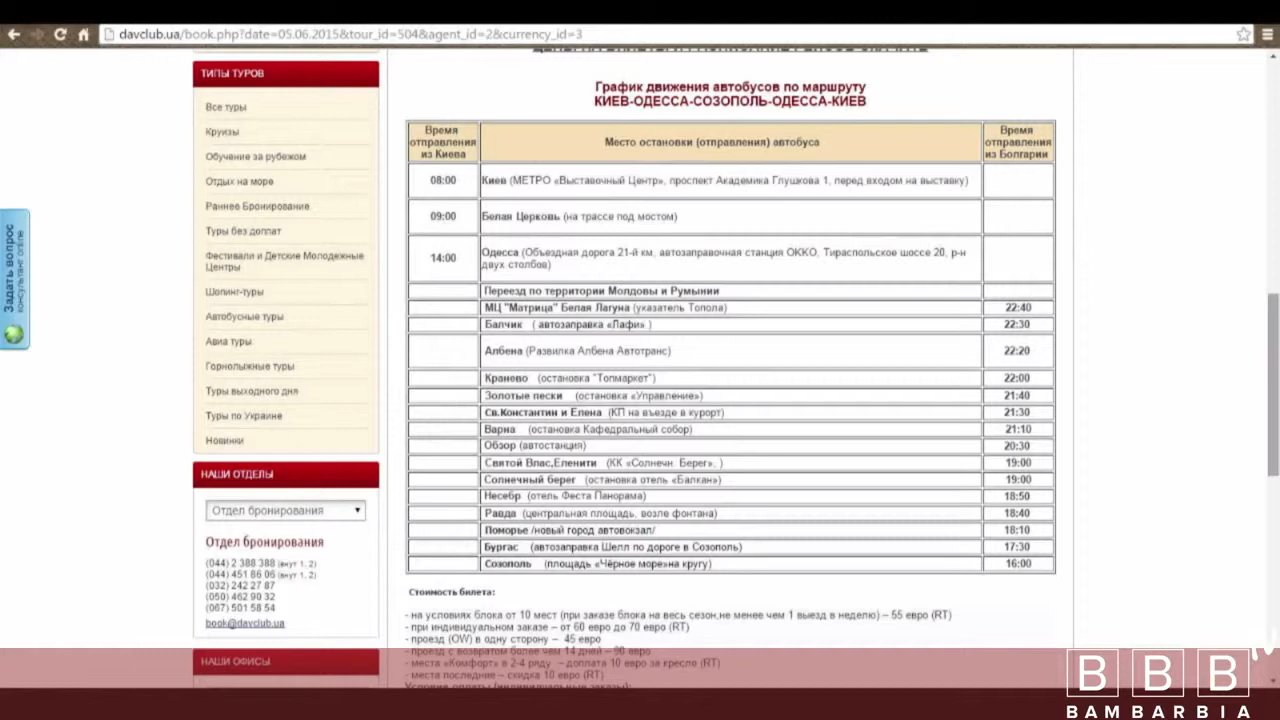 davclub.ua/book.php?date=05.06.2015&tour_id=504&agent_id=2&currency_id=3
ТИПЫ ТУРОВ
Все туры
Круизы
Обучение за рубежом
Отдых на море
Раннее Бронирование
Туры без доплат
Фестивали и Детские Молодежные
Центры
Шопинг-туры
Автобусные туры
Авиа туры
Горнолыжные туры
Туры выходного дня
Туры по Украине
Новинки
НАШИ ОТДЕЛЫ
Отдел бронирования
Отдел бронирования
(044) 2 388 388 (внут 1, 2)
(044) 451 86 06 (внут 1, 2)
(032) 242 27 87
(050) 462 90 32
(067) 501 58 54
book@davclub.ua
НАШИ ОФИСЫ
Задать вопрос
консультант online
График движения автобусов по маршруту
КИЕВ-ОДЕССА-СОЗОПОЛЬ-ОДЕССА-КИЕВ
Время отправления из Киева Место остановки (отправления) автобуса Время отправления из Болгарии
08:00 Киев (МЕТРО «Выставочный Центр», проспект Академика Глушкова 1, перед входом на выставку)
09:00 Белая Церковь (на трассе под мостом)
14:00 Одесса (Объездная дорога 21-й км, автозаправочная станция ОККО, Тираспольское шоссе 20, р-н
двух столбов)
Переезд по территории Молдовы и Румынии
МЦ "Матрица" Белая Лагуна (указатель Топола) 22:40
Балчик ( автозаправка «Лафи» ) 22:30
Албена (Развилка Албена Автотранс) 22:20
Кранево (остановка "Топмаркет") 22:00
Золотые пески (остановка «Управление») 21:40
Св.Константин и Елена (КП на въезде в курорт) 21:30
Варна (остановка Кафедральный собор) 21:10
Обзор (автостанция) 20:30
Святой Влас,Еленити (КК «Солнечн. Берег», ) 19:00
Солнечный берег (остановка отель «Балкан») 19:00
Несебр (отель Феста Панорама) 18:50
Равда (центральная площадь, возле фонтана) 18:40
Поморье /новый город автовокзал/ 18:10
Бургас (автозаправка Шелл по дороге в Созополь) 17:30
Созополь (площадь «Чёрное море»на кругу) 16:00
Стоимость билета:
- на условиях блока от 10 мест (при заказе блока на весь сезон,не менее чем 1 выезд в неделю) – 55 евро (RT)
- при индивидуальном заказе – от 60 евро до 70 евро (RT)
- проезд (OW) в одну сторону – 45 евро
- проезд с возвратом более чем 14 дней – 90 евро
- места «Комфорт» в 2-4 ряду – доплата 10 евро за кресло (RT)
- места последние – скидка 10 евро (RT)
Условия оплаты (индивидуальные заказы):
B B B
BAMBARBIA